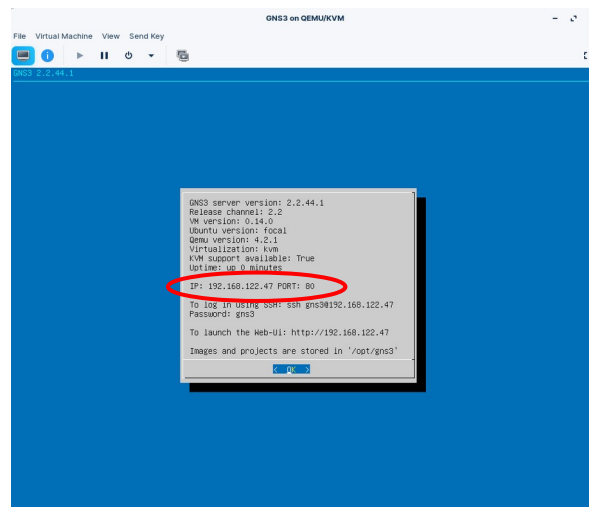 GNS3 on QEMU/KVM
File Virtual Machine View Send Key
GNS3 2.2.44.1
GNS3 server version: 2.2.44.1
Release channel: 2.2
VM version: 0.14.0
Ubuntu version: focal
Qemu version: 4.2.1
Virtualization: kvm
KVM support available: True
Uptime: up 0 minutes
IP: 192.168.122.47 PORT: 80
To log in using SSH: ssh gns3@192.168.122.47
Password: gns3
To launch the Web-Ui: http://192.168.122.47
Images and projects are stored in '/opt/gns3'
< OK >